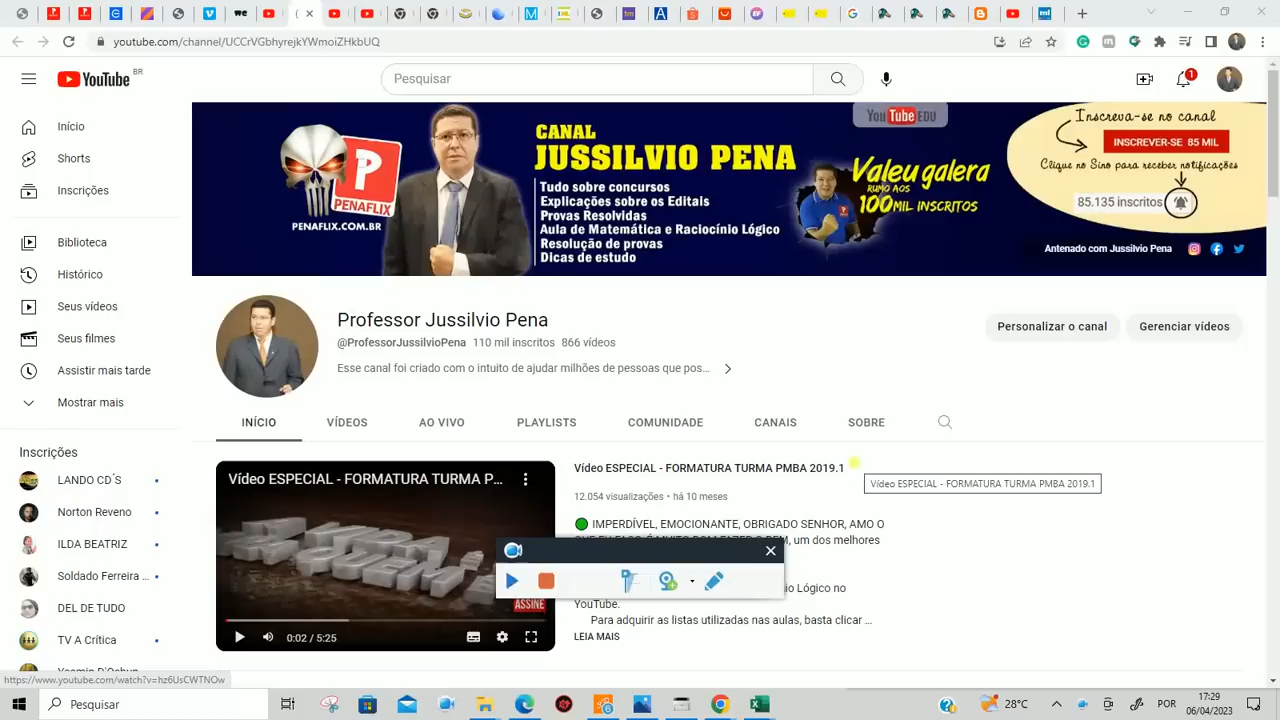 youtube.com/channel/UCCrVGbhyrejkYWmoiZHkbUQ
YouTube BR
Pesquisar
1
Início
Shorts
Inscrições
Biblioteca
Histórico
Seus vídeos
Seus filmes
Assistir mais tarde
Mostrar mais
Inscrições
LANDO CD´S
Norton Reveno
ILDA BEATRIZ
Soldado Ferreira ...
DEL DE TUDO
TV A Crítica
P
PENAFLIX
PENAFLIX.COM.BR
CANAL
JUSSILVIO PENA
Tudo sobre concursos
Explicações sobre os Editais
Provas Resolvidas
Aula de Matemática e Raciocínio Lógico
Resolução de provas
Dicas de estudo
YouTube EDU
Valeu galera
RUMO AOS
100MIL INSCRITOS
Inscreva-se no canal
INSCREVER-SE 85 MIL
Clique no Sino para receber notificações
85.135 inscritos
Antenado com Jussilvio Pena
Professor Jussilvio Pena
@ProfessorJussilvioPena 110 mil inscritos 866 vídeos
Esse canal foi criado com o intuito de ajudar milhões de pessoas que pos...
Personalizar o canal
Gerenciar vídeos
INÍCIO VÍDEOS AO VIVO PLAYLISTS COMUNIDADE CANAIS SOBRE
Vídeo ESPECIAL - FORMATURA TURMA P...
ASSINE
0:02 / 5:25
Vídeo ESPECIAL - FORMATURA TURMA PMBA 2019.1
Vídeo ESPECIAL - FORMATURA TURMA PMBA 2019.1
12.054 visualizações • há 10 meses
IMPERDÍVEL, EMOCIONANTE, OBRIGADO SENHOR, AMO O
QUE EU FAÇO, É MUITO BOM FAZER O BEM, um dos melhores
Lógico no
YouTube.
Para adquirir as listas utilizadas nas aulas, basta clicar ...
LEIA MAIS
https://www.youtube.com/watch?v=hz6UsCWTNOw
Pesquisar
28°C
POR
17:29
06/04/2023